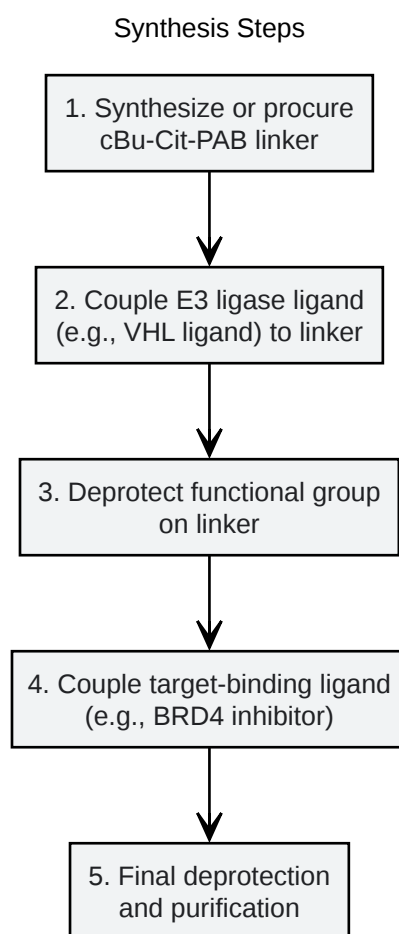 Synthesis Steps
1. Synthesize or procure
cBu-Cit-PAB linker
2. Couple E3 ligase ligand
(e.g., VHL ligand) to linker
3. Deprotect functional group
on linker
4. Couple target-binding ligand
(e.g., BRD4 inhibitor)
5. Final deprotection
and purification